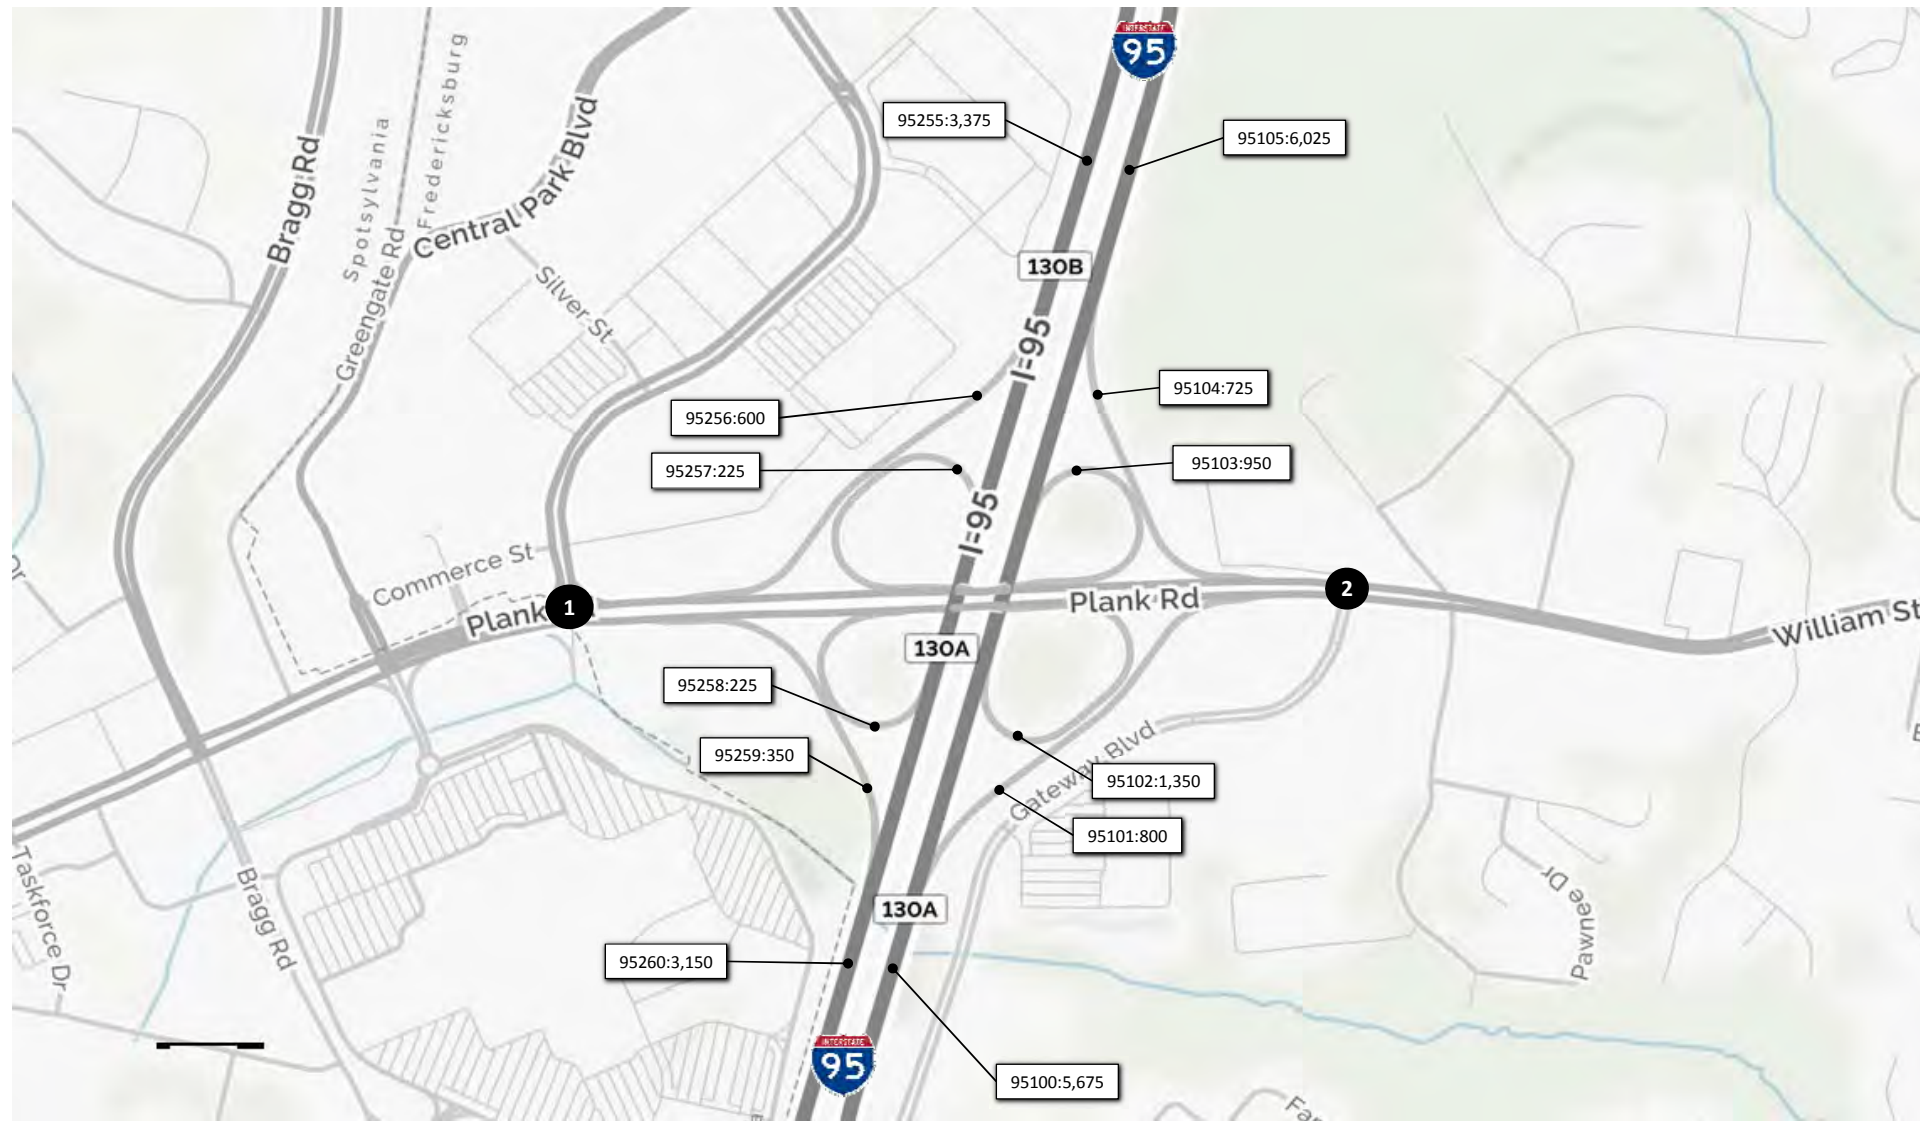 INTERSTATE
95
95255:3,375
95105:6,025
Bragg Rd
Spotsylvania
Fredericksburg
Central Park Blvd
Greengate Rd
Silver St
130B
I-95
95104:725
95256:600
95257:225
95103:950
I-95
Commerce St
1
Plank
2
Plank Rd
William St
130A
95258:225
95259:350
Gateway Blvd
95102:1,350
95101:800
Taskforce Dr
Bragg Rd
130A
Pawnee Dr
95260:3,150
INTERSTATE
95
95100:5,675
Dr